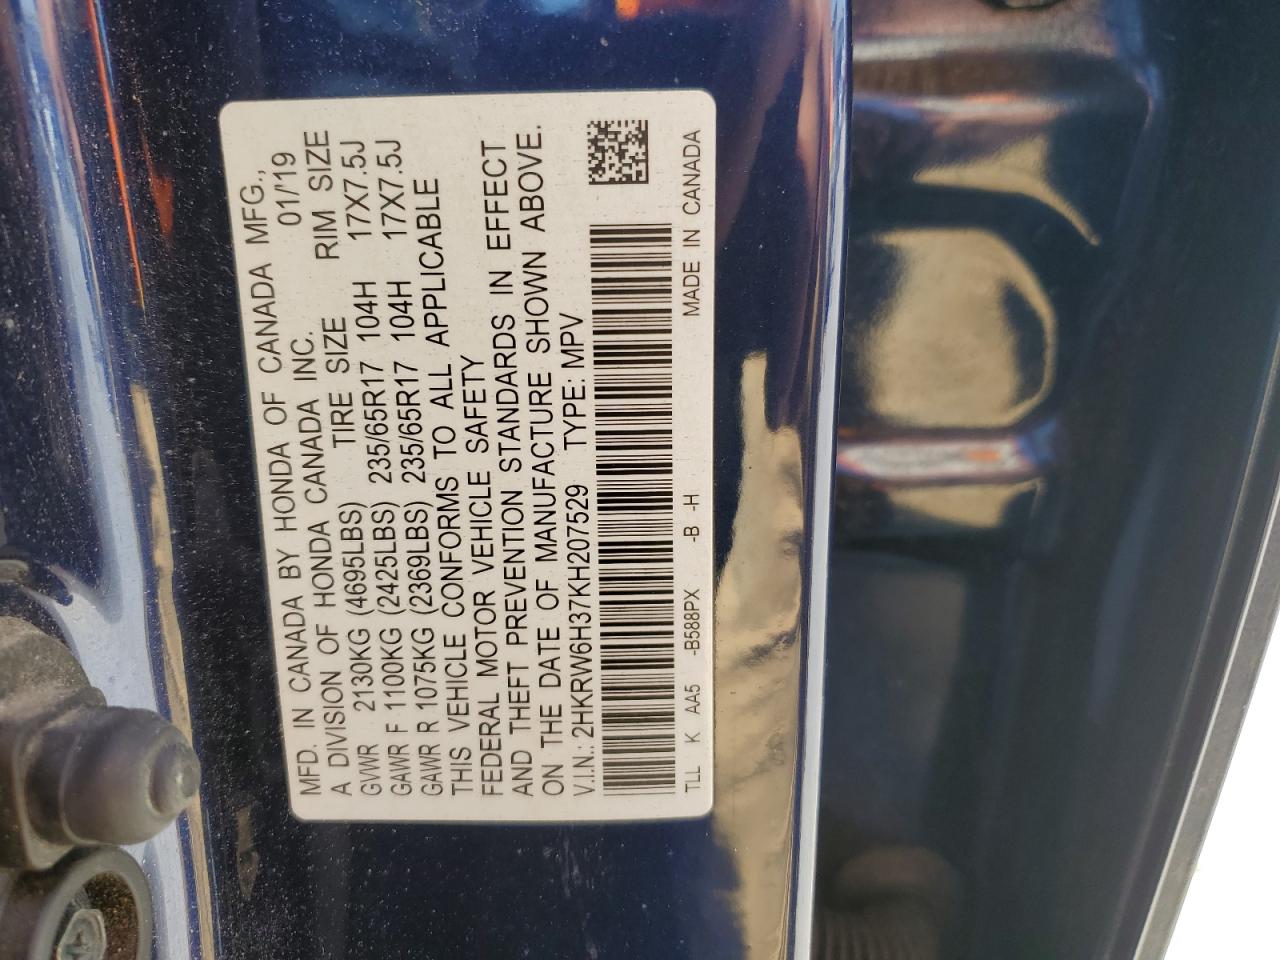 MFD. IN CANADA BY HONDA OF CANADA MFG.,
A DIVISION OF HONDA CANADA INC. 01/'19
GVWR 2130KG (4695LBS) TIRE SIZE RIM SIZE
GAWR F 1100KG (2425LBS) 235/65R17 104H 17X7.5J
GAWR R 1075KG (2369LBS) 235/65R17 104H 17X7.5J
THIS VEHICLE CONFORMS TO ALL APPLICABLE
FEDERAL MOTOR VEHICLE SAFETY
AND THEFT PREVENTION STANDARDS IN EFFECT
ON THE DATE OF MANUFACTURE SHOWN ABOVE.
V.I.N.: 2HKRW6H37KH207529 TYPE: MPV
TLL K AA5 -B588PX -B -H MADE IN CANADA